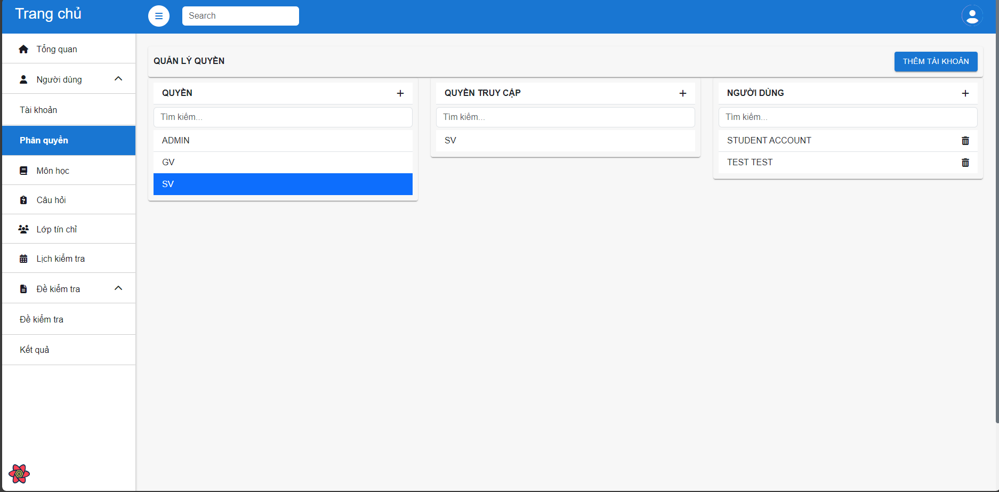 Trang chủ
Search
Tổng quan
Người dùng
Tài khoản
Phân quyền
Môn học
Câu hỏi
Lớp tín chỉ
Lịch kiểm tra
Đề kiểm tra
Đề kiểm tra
Kết quả
QUẢN LÝ QUYỀN
THÊM TÀI KHOẢN
QUYỀN
Tìm kiếm...
ADMIN
GV
SV
QUYỀN TRUY CẬP
Tìm kiếm...
SV
NGƯỜI DÙNG
Tìm kiếm...
STUDENT ACCOUNT
TEST TEST